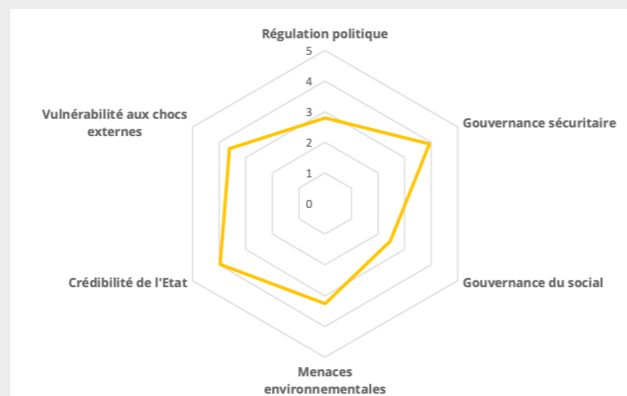 Régulation politique
5
4
3
2
1
0
Vulnérabilité aux chocs
externes
Gouvernance sécuritaire
Crédibilité de l'Etat
Gouvernance du social
Menaces
environnementales